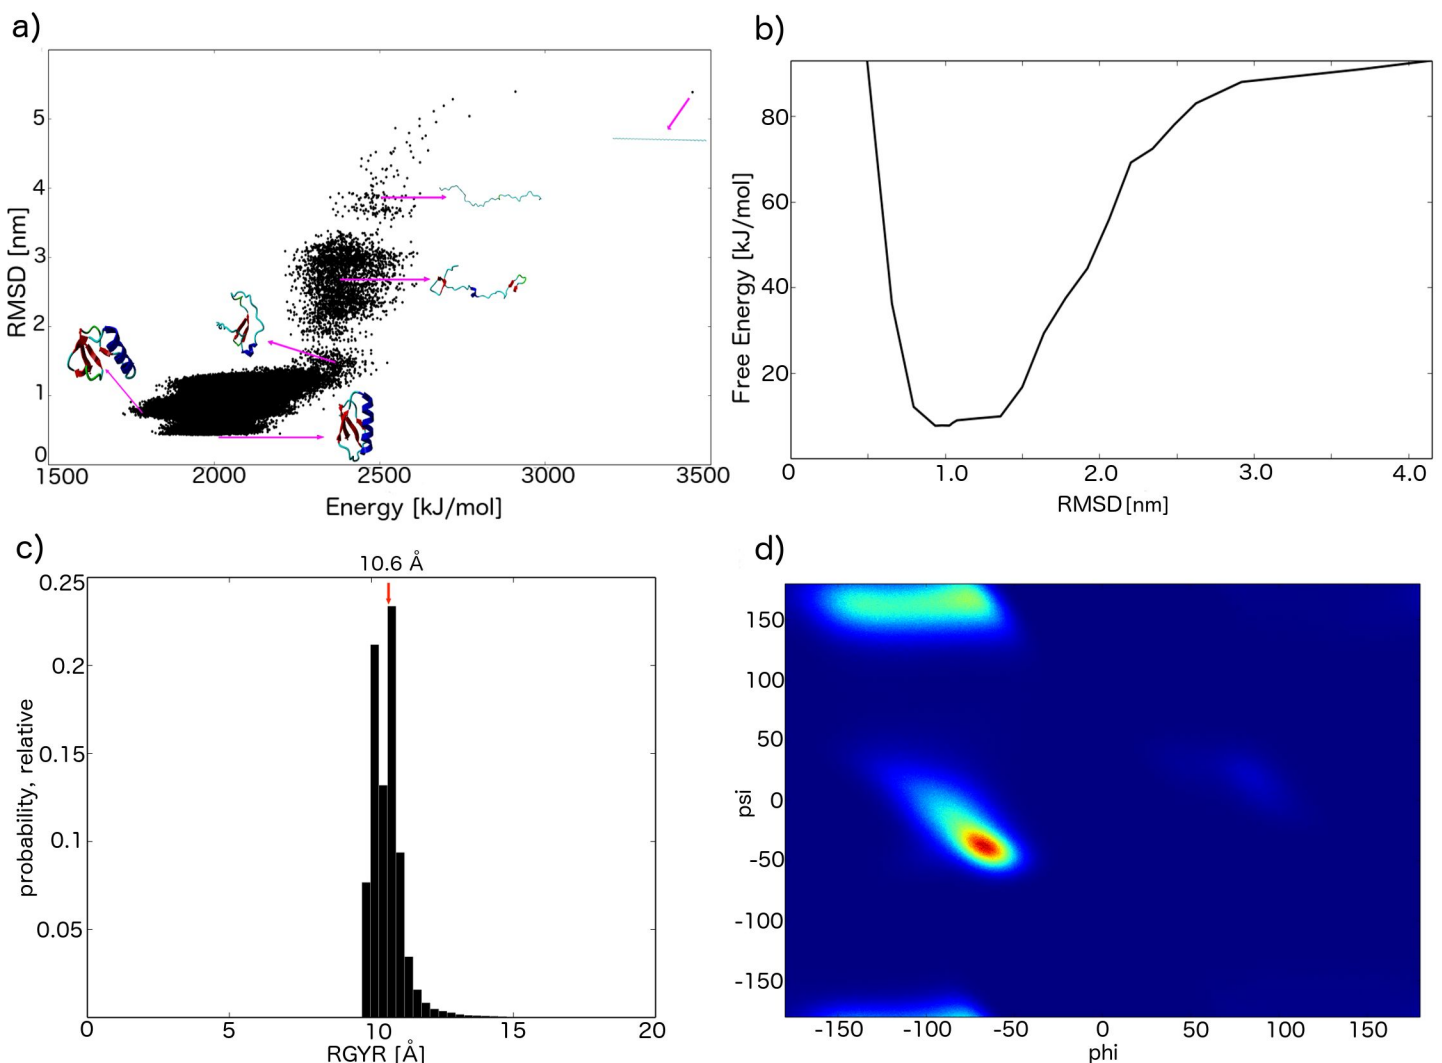 a)
5
4
3
2
1
0
RMSD [nm]
1500 2000 2500 3000 3500
Energy [kJ/mol]
b)
80
60
40
20
Free Energy [kJ/mol]
0 1.0 2.0 3.0 4.0
RMSD [nm]
c)
10.6 Å
0.25
0.2
0.15
0.1
0.05
probability, relative
0 5 10 15 20
RGYR [Å]
d)
150
100
50
0
-50
-100
-150
psi
-150 -100 -50 0 50 100 150
phi